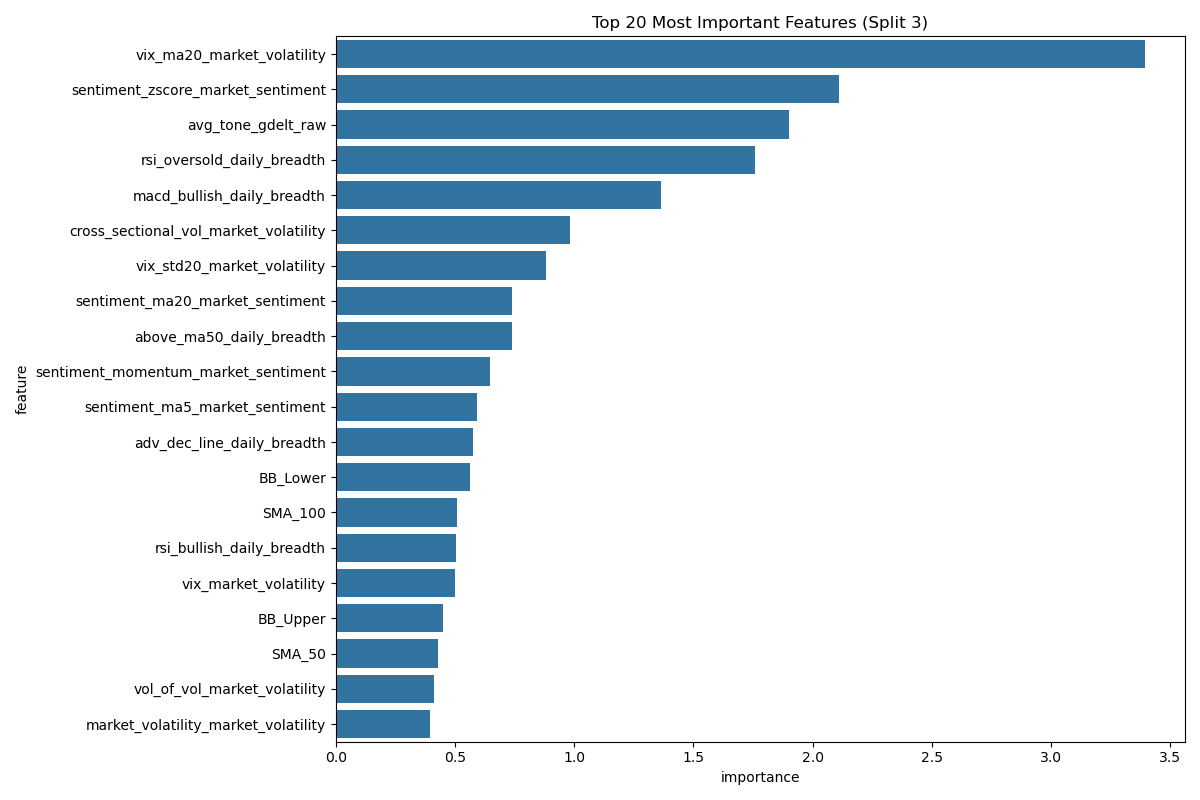 Top 20 Most Important Features (Split 3)
vix_ma20_market_volatility
sentiment_zscore_market_sentiment
avg_tone_gdelt_raw
rsi_oversold_daily_breadth
macd_bullish_daily_breadth
cross_sectional_vol_market_volatility
vix_std20_market_volatility
sentiment_ma20_market_sentiment
above_ma50_daily_breadth
sentiment_momentum_market_sentiment
sentiment_ma5_market_sentiment
adv_dec_line_daily_breadth
BB_Lower
SMA_100
rsi_bullish_daily_breadth
vix_market_volatility
BB_Upper
SMA_50
vol_of_vol_market_volatility
market_volatility_market_volatility
feature
0.0 0.5 1.0 1.5 2.0 2.5 3.0 3.5
importance